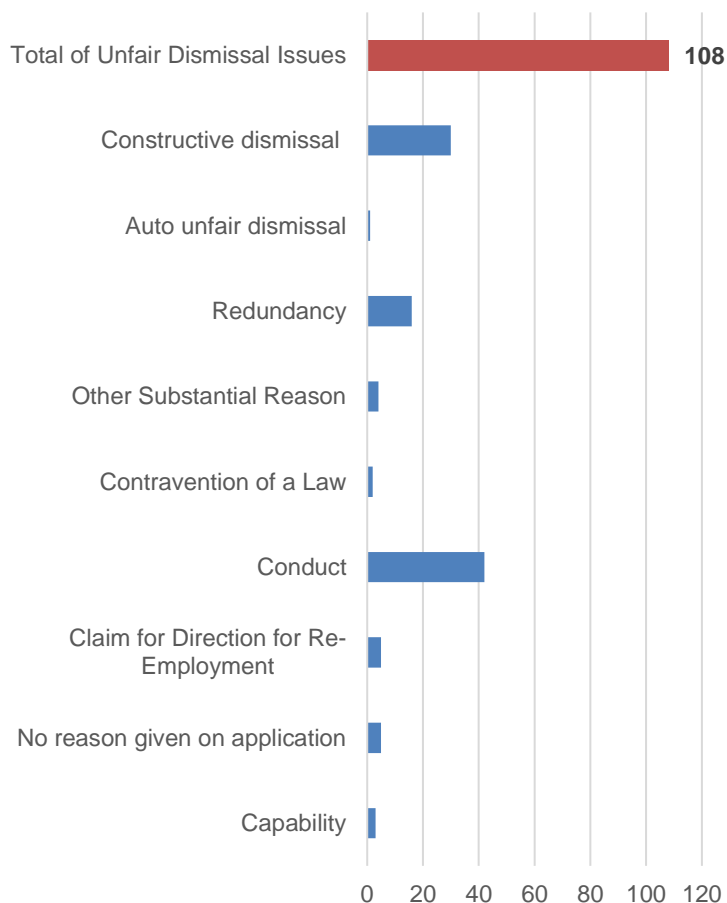 Total of Unfair Dismissal Issues 108
Constructive dismissal
Auto unfair dismissal
Redundancy
Other Substantial Reason
Contravention of a Law
Conduct
Claim for Direction for Re-
Employment
No reason given on application
Capability
0 20 40 60 80 100 120